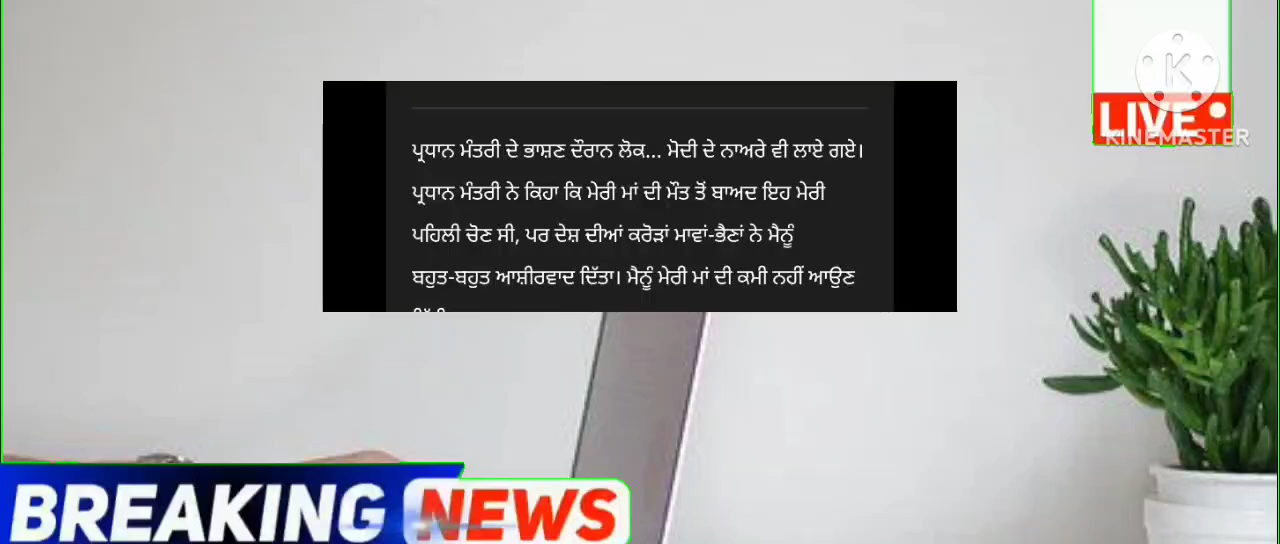 LIVE
KINEMASTER
ਪ੍ਰਧਾਨ ਮੰਤਰੀ ਦੇ ਭਾਸ਼ਣ ਦੌਰਾਨ ਲੋਕ... ਮੋਦੀ ਦੇ ਨਾਅਰੇ ਵੀ ਲਾਏ ਗਏ।
ਪ੍ਰਧਾਨ ਮੰਤਰੀ ਨੇ ਕਿਹਾ ਕਿ ਮੇਰੀ ਮਾਂ ਦੀ ਮੌਤ ਤੋਂ ਬਾਅਦ ਇਹ ਮੇਰੀ
ਪਹਿਲੀ ਚੋਣ ਸੀ, ਪਰ ਦੇਸ਼ ਦੀਆਂ ਕਰੋੜਾਂ ਮਾਵਾਂ-ਭੈਣਾਂ ਨੇ ਮੈਨੂੰ
ਬਹੁਤ-ਬਹੁਤ ਆਸ਼ੀਰਵਾਦ ਦਿੱਤਾ। ਮੈਨੂੰ ਮੇਰੀ ਮਾਂ ਦੀ ਕਮੀ ਨਹੀਂ ਆਉਣ
BREAKING NEWS